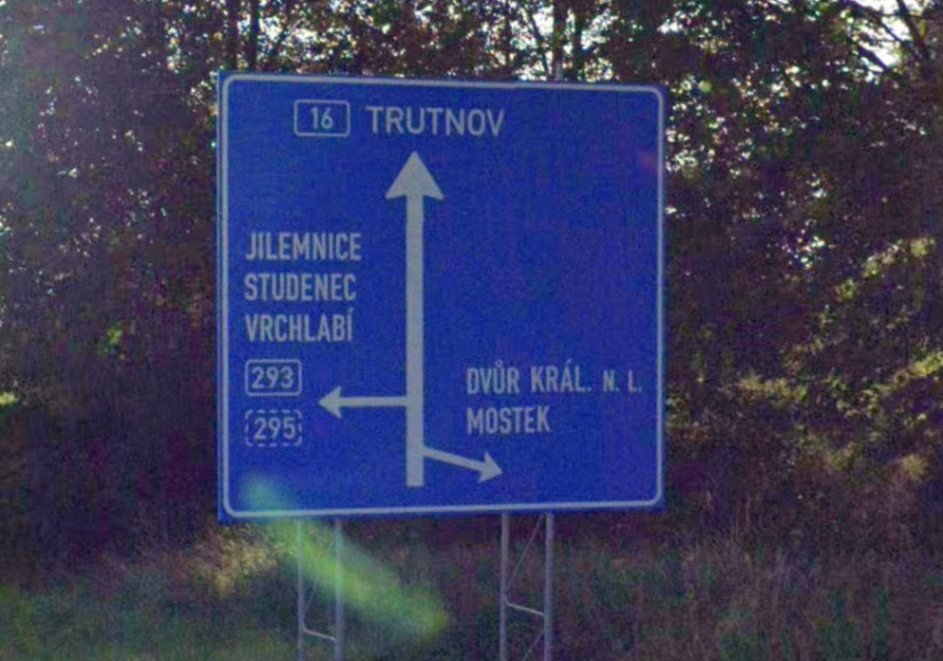 16 TRUTNOV
JILEMNICE
STUDENEC
VRCHLABÍ
293
295
DVŮR KRÁL. N. L.
MOSTEK